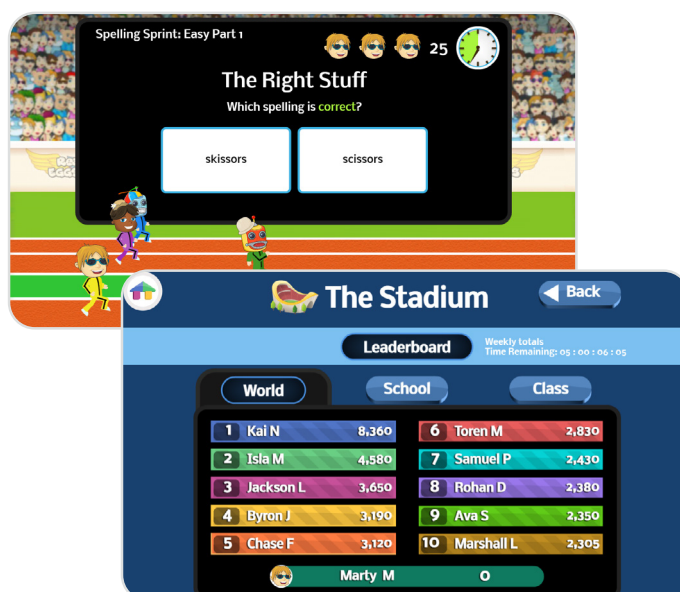 Spelling Sprint: Easy Part 1
25
The Right Stuff
Which spelling is correct?
skissors
scissors
The Stadium
Back
Leaderboard
Weekly totals
Time Remaining: 05 : 00 : 06 : 05
World
School
Class
1 Kai N 8,360
2 Isla M 4,580
3 Jackson L 3,650
4 Byron J 3,190
5 Chase F 3,120
6 Toren M 2,830
7 Samuel P 2,430
8 Rohan D 2,380
9 Ava S 2,350
10 Marshall L 2,305
Marty M 0